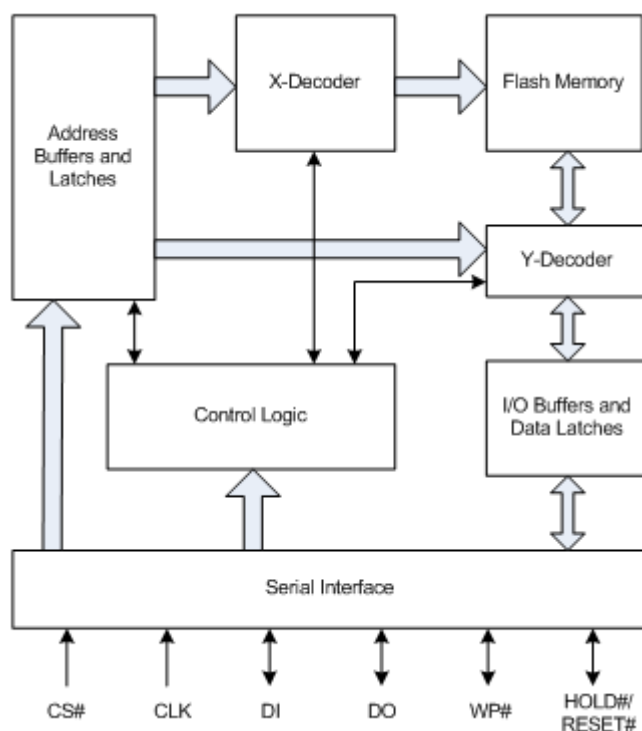 X-Decoder
Flash Memory
Address
Buffers and
Latches
Y-Decoder
Control Logic
I/O Buffers and
Data Latches
Serial Interface
CS#
CLK
DI
DO
WP#
HOLD#/
RESET#